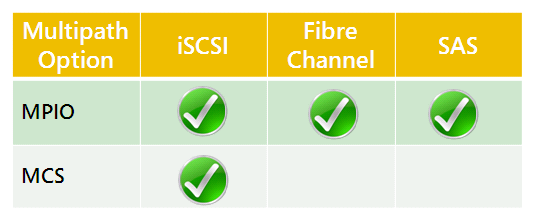 Multipath Option
iSCSI
Fibre Channel
SAS
MPIO
MCS